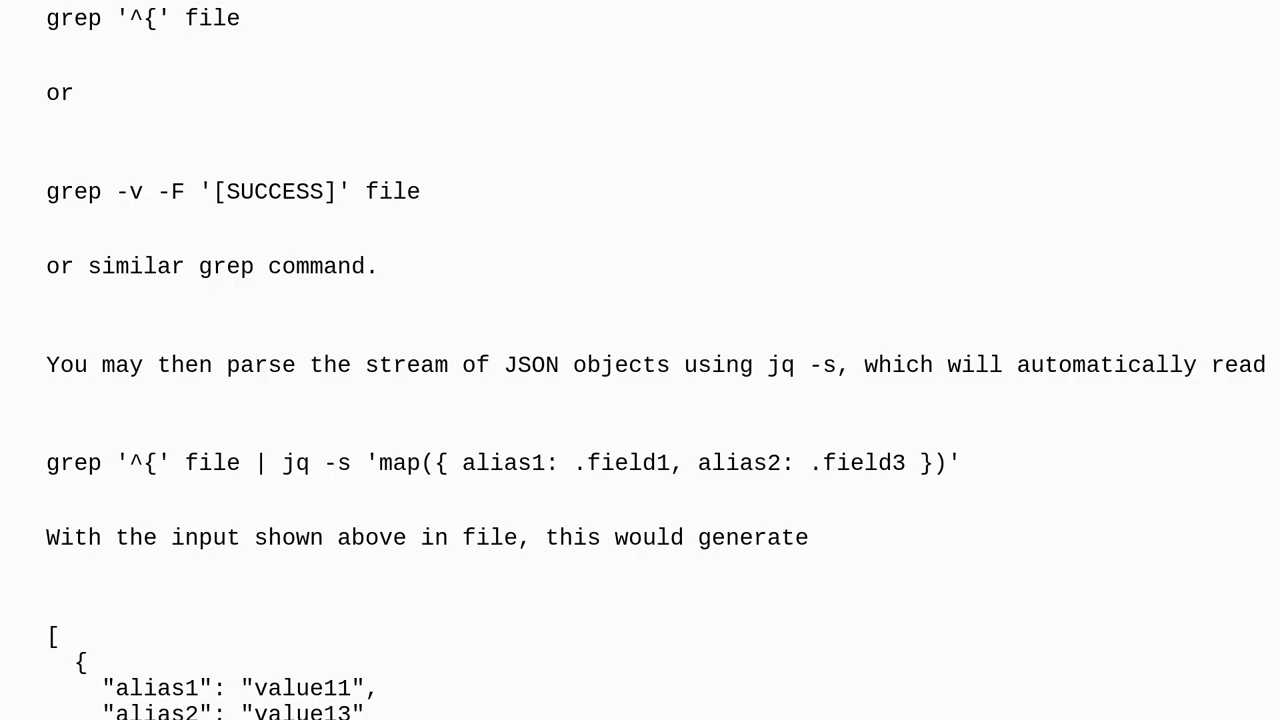 grep '^{' file
or
grep -v -F '[SUCCESS]' file
or similar grep command.
You may then parse the stream of JSON objects using jq -s, which will automatically read
grep '^{' file | jq -s 'map({ alias1: .field1, alias2: .field3 })'
With the input shown above in file, this would generate
[
  {
    "alias1": "value11",
    "alias2": "value13"